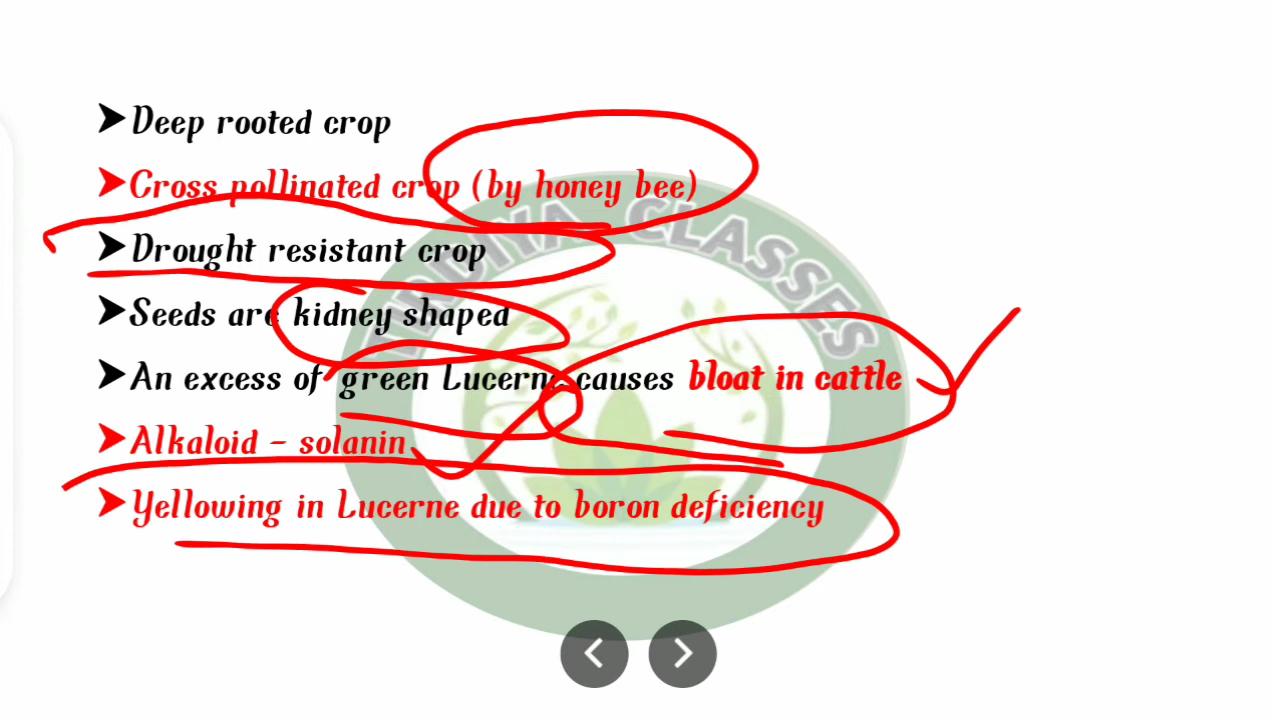 ➤Deep rooted crop
➤Cross pollinated crop (by honey bee)
➤Drought resistant crop
➤Seeds are kidney shaped
➤An excess of green Lucerne causes bloat in cattle
➤Alkaloid – solanin
➤Yellowing in Lucerne due to boron deficiency
CLASSES